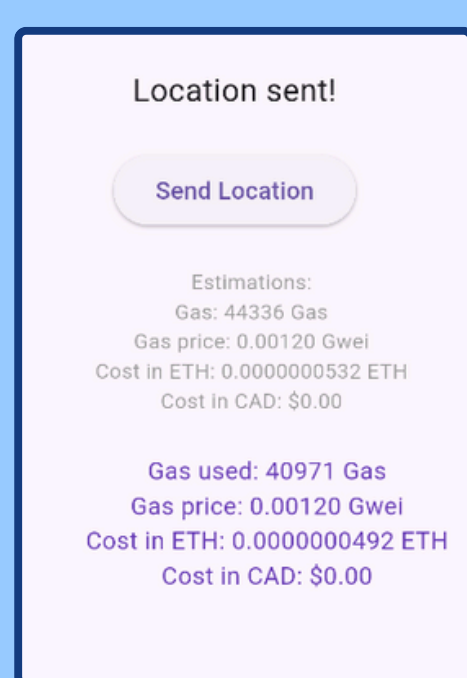 Location sent!
Send Location
Estimations:
Gas: 44336 Gas
Gas price: 0.00120 Gwei
Cost in ETH: 0.0000000532 ETH
Cost in CAD: $0.00
Gas used: 40971 Gas
Gas price: 0.00120 Gwei
Cost in ETH: 0.0000000492 ETH
Cost in CAD: $0.00